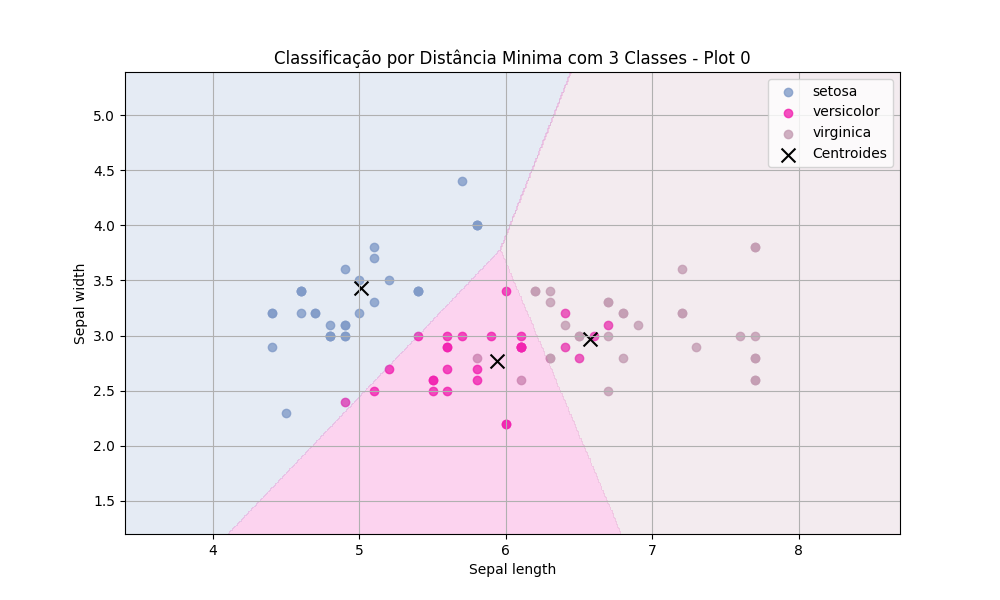 Classificação por Distância Minima com 3 Classes - Plot 0
setosa
versicolor
virginica
Centroides
Sepal width
5.0
4.5
4.0
3.5
3.0
2.5
2.0
1.5
4 5 6 7 8
Sepal length